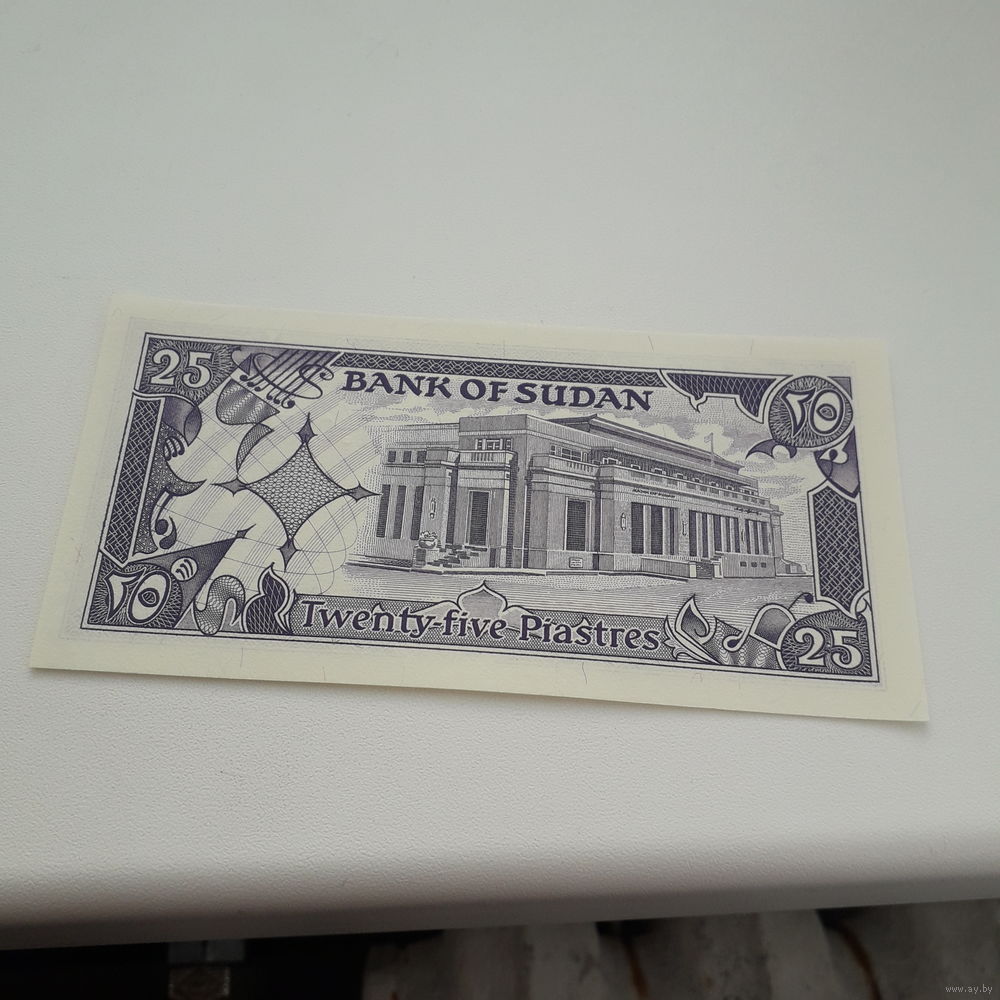 25
BANK OF SUDAN
٢٥
٢٥
Twenty-five Piastres
25
www.ay.by